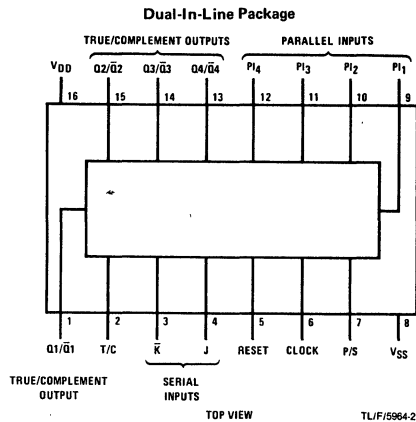 Dual-In-Line Package
TRUE/COMPLEMENT OUTPUTS PARALLEL INPUTS
VDD Q2/Q̅2 Q3/Q̅3 Q4/Q̅4 PI4 PI3 PI2 PI1
16 15 14 13 12 11 10 9
1 2 3 4 5 6 7 8
Q1/Q̅1 T/C K̅ J RESET CLOCK P/S VSS
TRUE/COMPLEMENT OUTPUT
SERIAL INPUTS
TOP VIEW
TL/F/5964-2